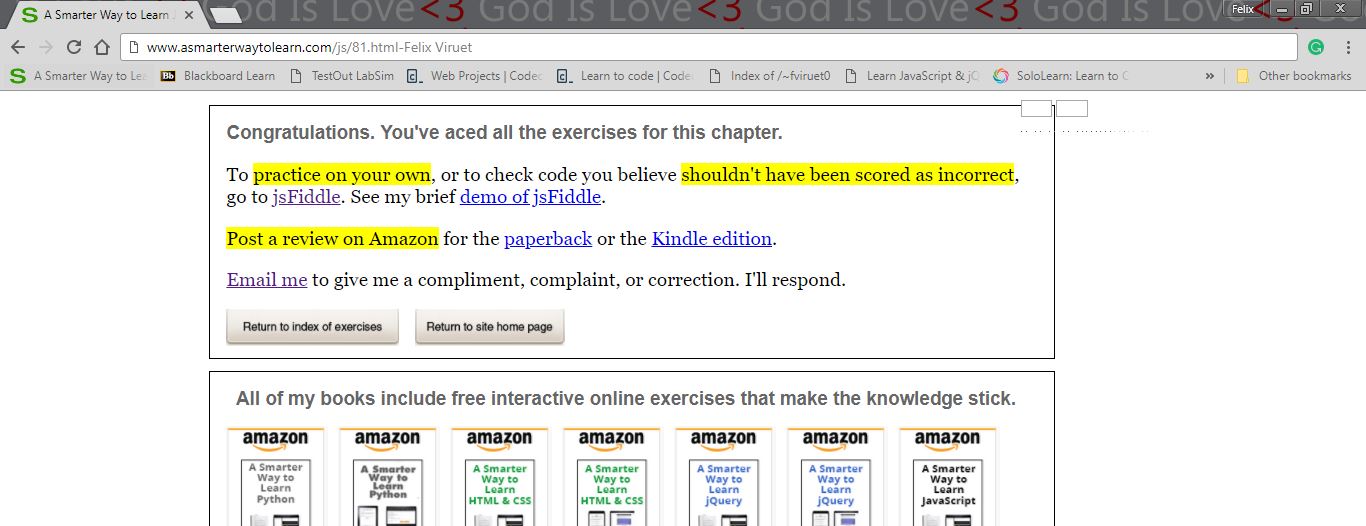 God Is Love<3 God Is Love<3 God Is Love<3 God Is Love<3 Go
A Smarter Way to Learn J
Felix
www.asmarterwaytolearn.com/js/81.html-Felix Viruet
A Smarter Way to Le
Bb Blackboard Learn
TestOut LabSim
Web Projects | Codec
Learn to code | Codec
Index of /~fviruet0
Learn JavaScript & jQ
SoloLearn: Learn to C
» Other bookmarks
Congratulations. You've aced all the exercises for this chapter.
To practice on your own, or to check code you believe shouldn't have been scored as incorrect,
go to jsFiddle. See my brief demo of jsFiddle.
Post a review on Amazon for the paperback or the Kindle edition.
Email me to give me a compliment, complaint, or correction. I'll respond.
Return to index of exercises
Return to site home page
All of my books include free interactive online exercises that make the knowledge stick.
amazon
A Smarter
Way to
Learn
Python
amazon
A Smarter
Way to
Learn
Python
amazon
A Smarter
Way to
Learn
HTML & CSS
amazon
A Smarter
Way to
Learn
HTML & CSS
amazon
A Smarter
Way to
Learn
jQuery
amazon
A Smarter
Way to
Learn
jQuery
amazon
A Smarter
Way to
Learn
JavaScript